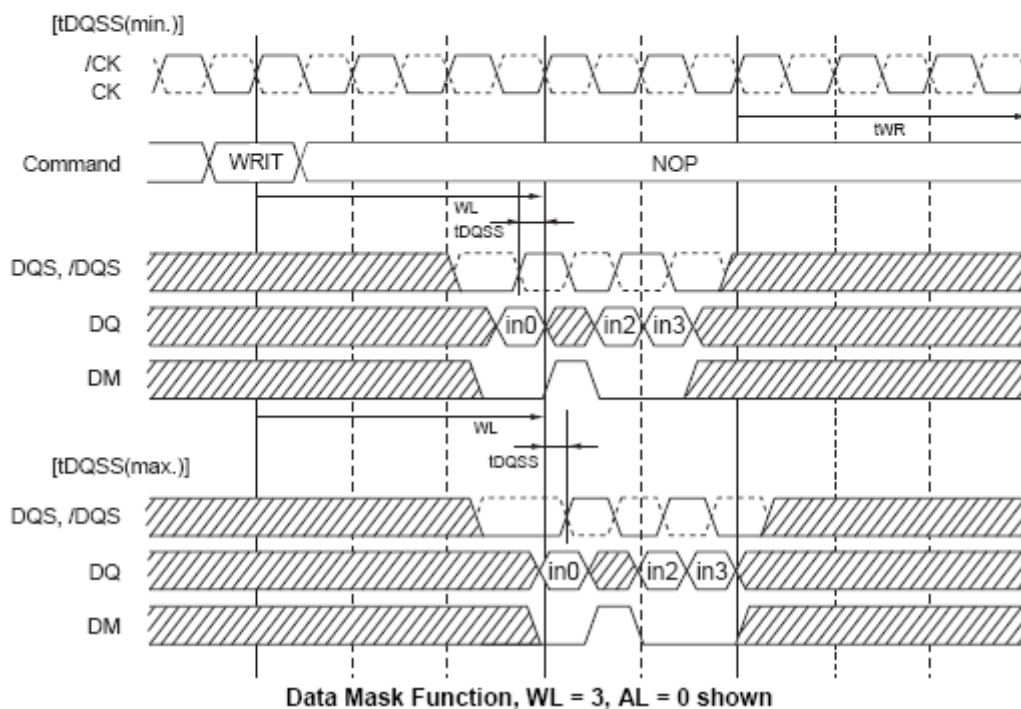 [tDQSS(min.)]
/CK
CK
tWR
Command WRIT NOP
WL
tDQSS
DQS, /DQS
DQ in0 in2 in3
DM
WL
[tDQSS(max.)] tDQSS
DQS, /DQS
DQ in0 in2 in3
DM
Data Mask Function, WL = 3, AL = 0 shown